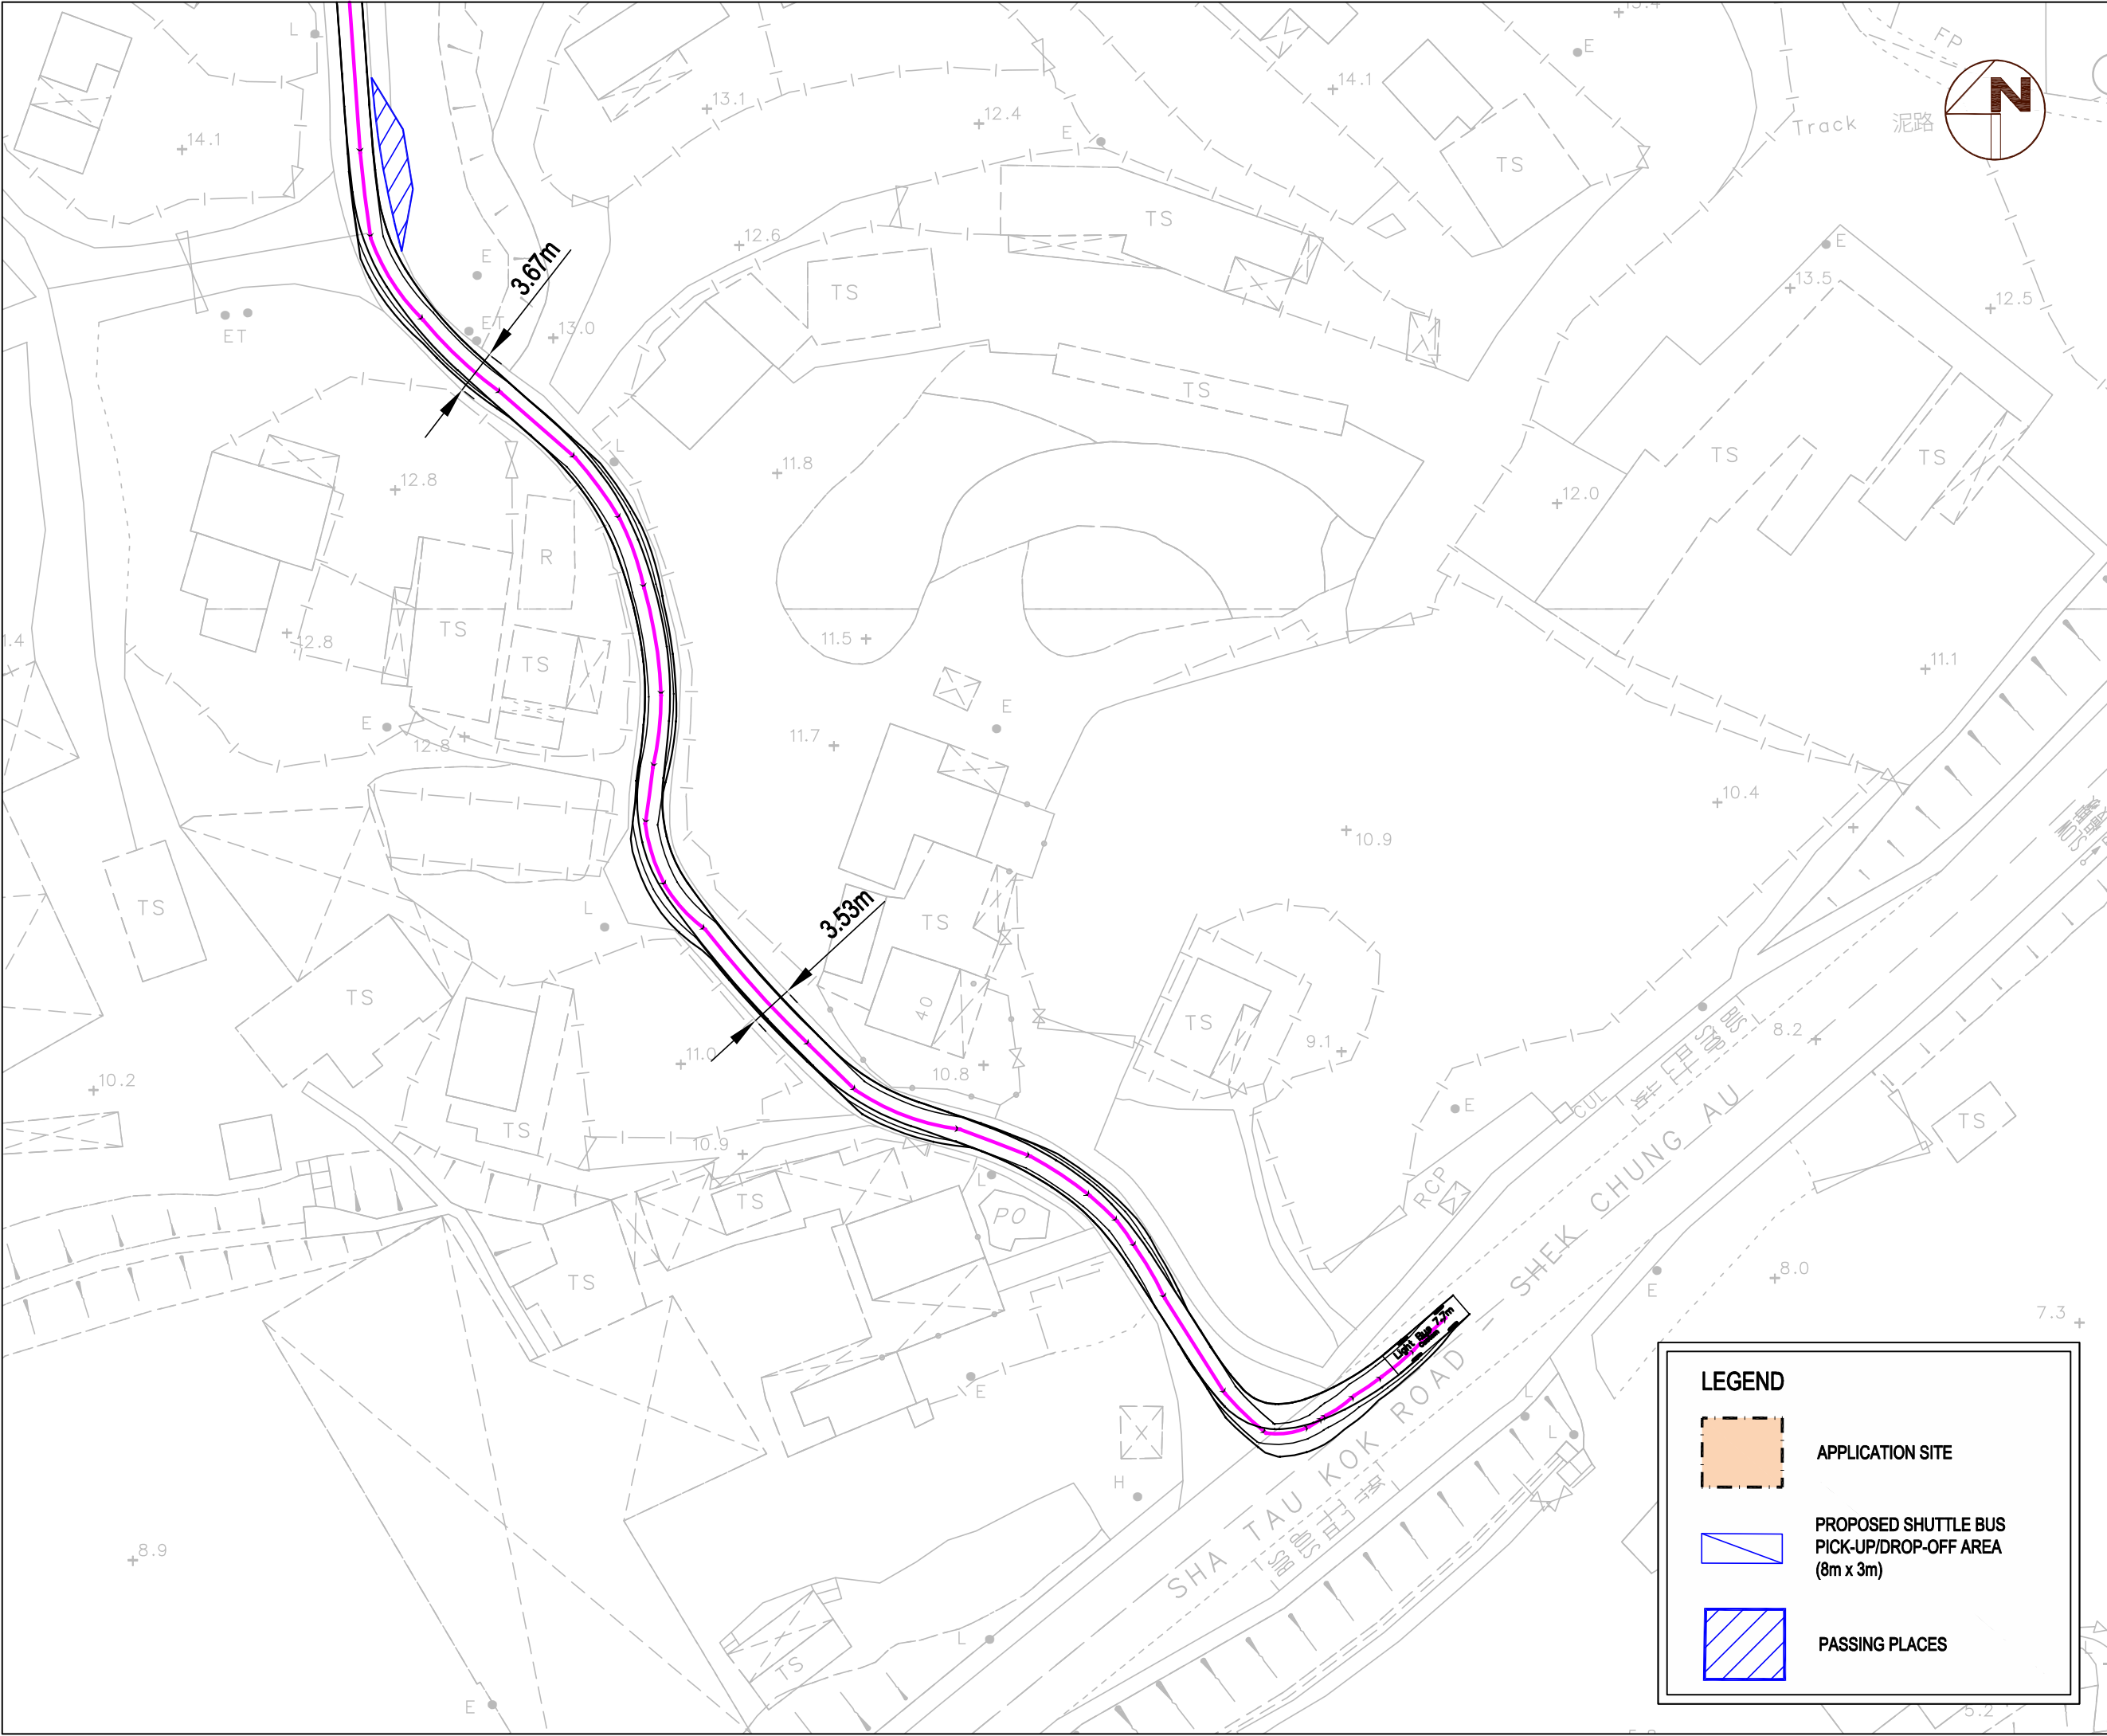 L
E
FP
N
13.1
14.1
12.4
E
Track 泥路
14.1
TS
TS
12.6
E
13.5
E
3.67m
TS
12.5
ET
ET
13.0
TS
L
11.8
TS
TS
12.8
12.0
R
12.8
TS
11.5
TS
11.1
E
E
12.8
11.7
10.4
10.9
3.53m
TS
L
TS
TS
40
TS
8.2
11.0
9.1
10.2
10.8
CUL
E
TS
TS
10.9
RCP
TS
L
PO
SHA TAU KOK ROAD - SHEK CHUNG AU
TS
8.0
E
7.3
Light Bus 7.7m
E
L
L
H
8.9
L
TS
E
5.2
LEGEND
APPLICATION SITE
PROPOSED SHUTTLE BUS
PICK-UP/DROP-OFF AREA
(8m x 3m)
PASSING PLACES